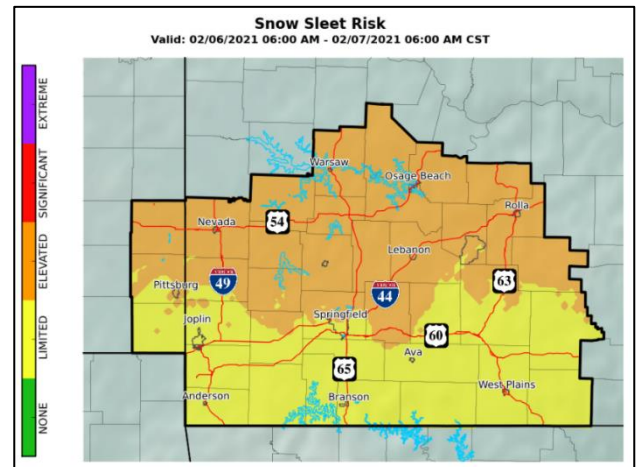 Snow Sleet Risk
Valid: 02/06/2021 06:00 AM - 02/07/2021 06:00 AM CST
EXTREME
SIGNIFICANT
ELEVATED
LIMITED
NONE
Warsaw
Osage Beach
Rolla
Nevada
54
Lebanon
Pittsburg
49
44
63
Joplin
Springfield
60
Ava
65
Anderson
Branson
West Plains